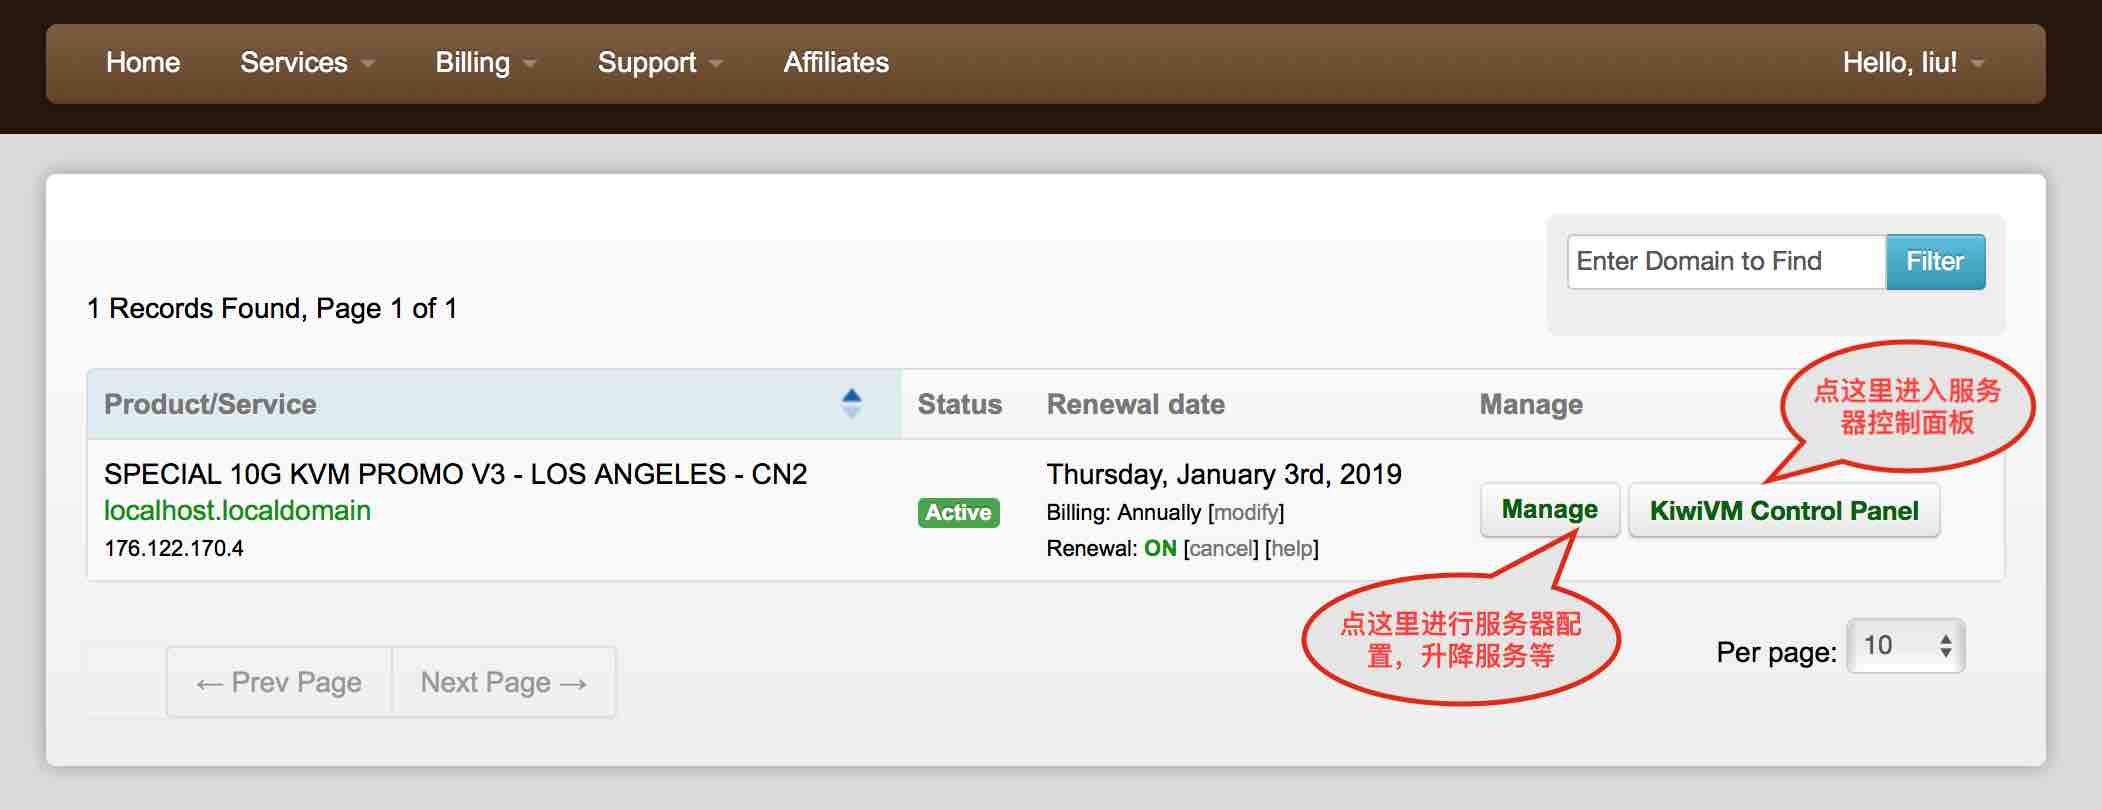 Home Services Billing Support Affiliates Hello, liu!
Enter Domain to Find Filter
1 Records Found, Page 1 of 1
点这里进入服务
器控制面板
Product/Service Status Renewal date Manage
SPECIAL 10G KVM PROMO V3 - LOS ANGELES - CN2 Thursday, January 3rd, 2019
localhost.localdomain Active Billing: Annually [modify] Manage KiwiVM Control Panel
176.122.170.4 Renewal: ON [cancel] [help]
点这里进行服务器配
置，升降服务等
Per page: 10
← Prev Page Next Page →